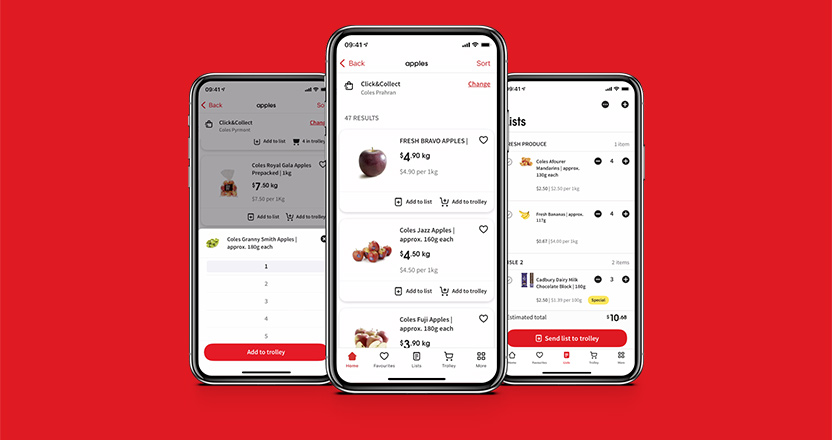 09:41
Back
apples
So
Click&Collect
Coles Pyrmont
Chang
Add to list
4 in trolley
Coles Royal Gala Apples
Prepacked | 1kg
$7.50 kg
$7.50 per 1Kg
Add to list
Add to trolley
Coles Granny Smith Apples |
approx. 180g each
1
2
3
4
5
Add to trolley
09:41
Back
apples
Sort
Click&Collect
Coles Prahran
Change
47 RESULTS
FRESH BRAVO APPLES |
$4.90 kg
$4.90 per 1kg
Add to list
Add to trolley
Coles Jazz Apples |
approx. 160g each
$4.50 kg
$4.50 per 1kg
Add to list
Add to trolley
Coles Fuji Apples |
approx. 180g each
$3.90 kg
Home
Favourites
Lists
Trolley
More
ists
RESH PRODUCE
1 item
Coles Afourer
Mandarins | approx.
130g each
4
$2.50 | $2.50 per 1kg
Fresh Bananas | approx.
117g
4
$0.67 | $4.00 per 1kg
ISLE 2
2 items
Cadbury Dairy Milk
Chocolate Block | 180g
3
$2.50 | $1.39 per 100g
Special
Estimated total
$10.68
Send list to trolley
Home
Favourites
Lists
Trolley
More